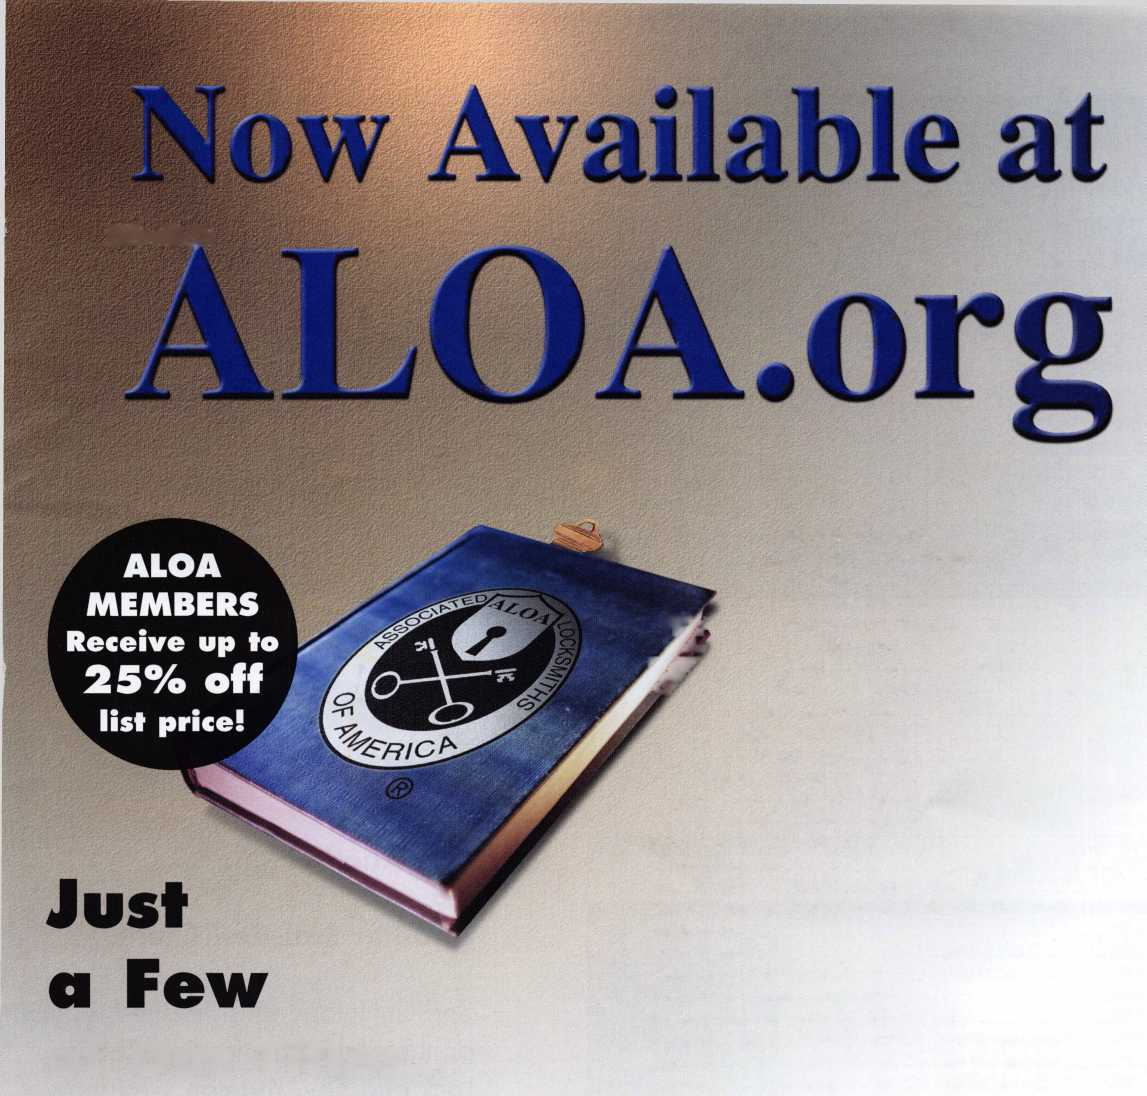 Now Available at
ALOA.org
ALOA
MEMBERS
Receive up to
25% off
list price!
ASSOCIATED
ALOA
LOCKSMITHS
OF AMERICA
®
Just
a Few